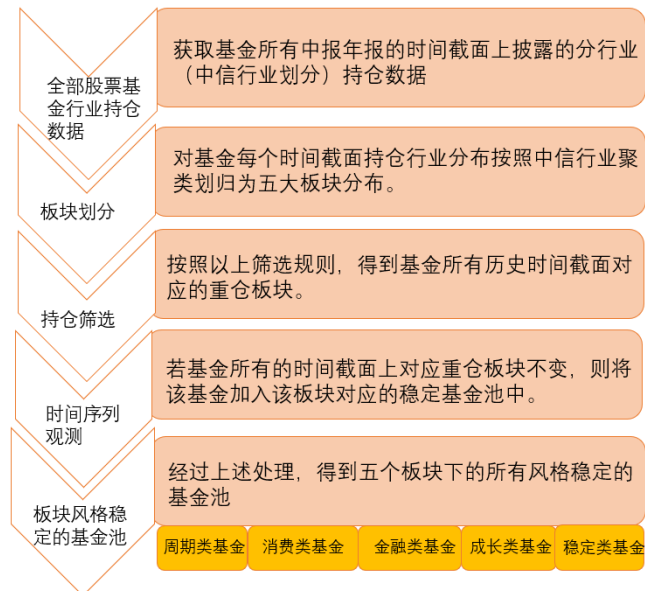 获取基金所有中报年报的时间截面上披露的分行业
（中信行业划分）持仓数据
全部股票基
金行业持仓
数据
对基金每个时间截面持仓行业分布按照中信行业聚
类划归为五大板块分布。
板块划分
按照以上筛选规则，得到基金所有历史时间截面对
应的重仓板块。
持仓筛选
若基金所有的时间截面上对应重仓板块不变，则将
该基金加入该板块对应的稳定基金池中。
时间序列
观测
经过上述处理，得到五个板块下的所有风格稳定的
基金池
板块风格稳
定的基金池
周期类基金 消费类基金 金融类基金 成长类基金 稳定类基金